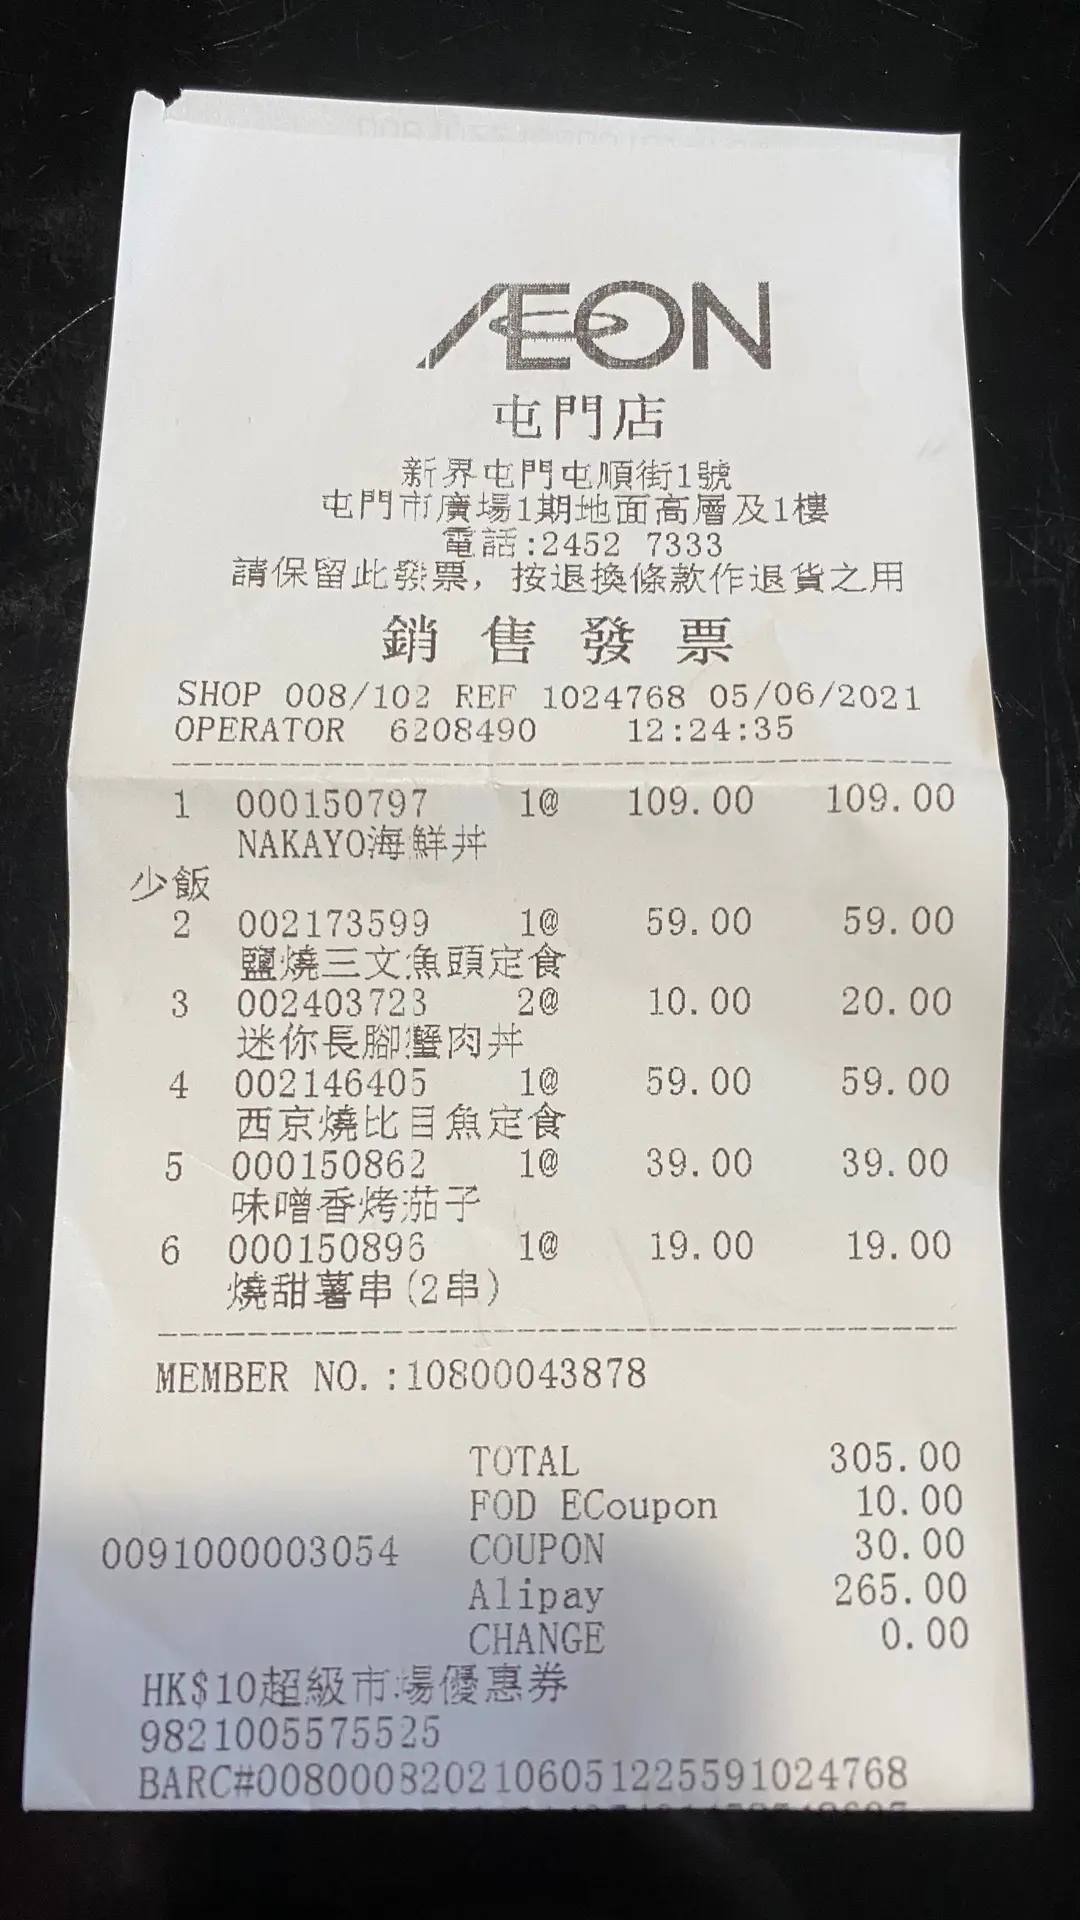 ÆON
屯門店
新界屯門屯順街1號
屯門市廣場1期地面高層及1樓
電話:2452 7333
請保留此發票，按退換條款作退貨之用
銷售發票
SHOP 008/102 REF 1024768 05/06/2021
OPERATOR 6208490 12:24:35
1 000150797 1@ 109.00 109.00
NAKAYO海鮮丼
少飯
2 002173599 1@ 59.00 59.00
鹽燒三文魚頭定食
3 002403723 2@ 10.00 20.00
迷你長腳蟹肉丼
4 002146405 1@ 59.00 59.00
西京燒比目魚定食
5 000150862 1@ 39.00 39.00
味噌香烤茄子
6 000150896 1@ 19.00 19.00
燒甜薯串(2串)
MEMBER NO.:10800043878
TOTAL 305.00
FOD ECoupon 10.00
0091000003054 COUPON 30.00
Alipay 265.00
CHANGE 0.00
HK$10超級市場優惠券
9821005575525
BARC#0080008202106051225591024768